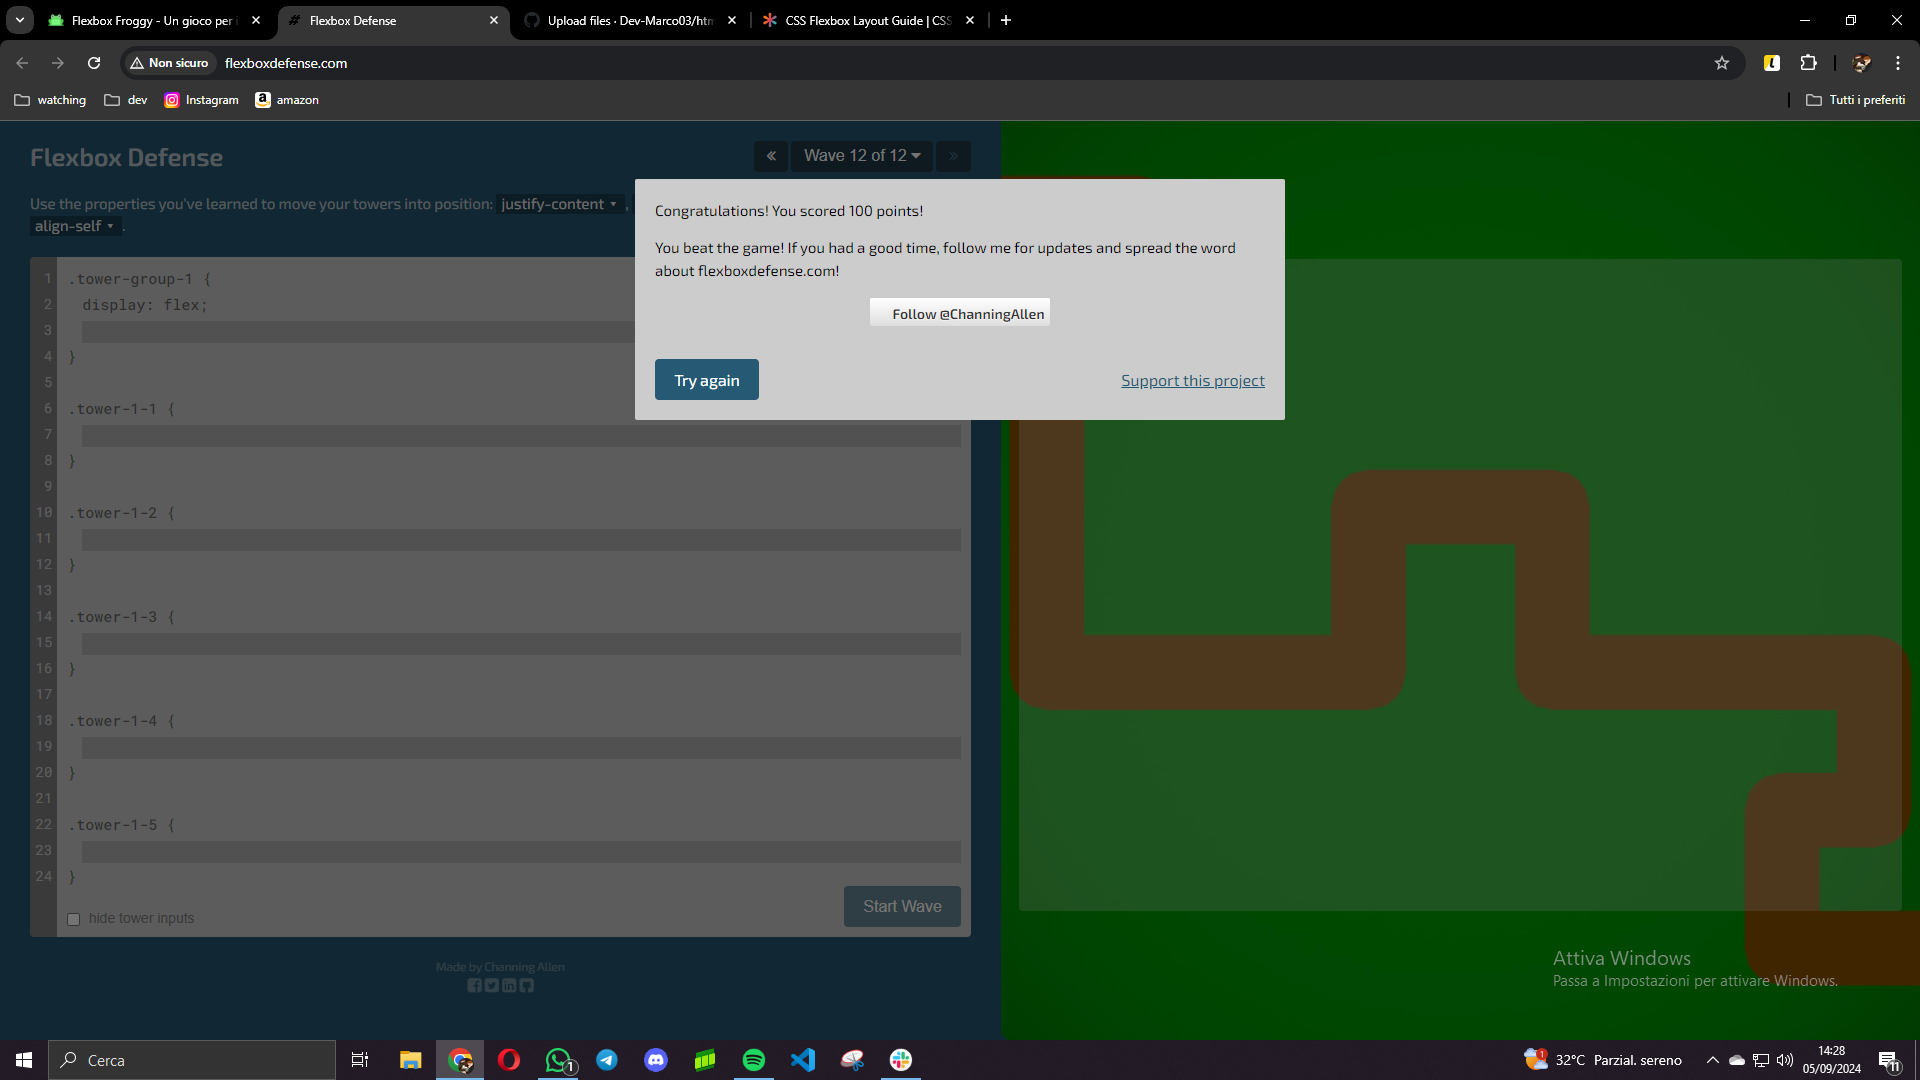 Flexbox Froggy - Un gioco per i
Flexbox Defense
Upload files · Dev-Marco03/htm
CSS Flexbox Layout Guide | CSS
Non sicuro
flexboxdefense.com
watching
dev
Instagram
amazon
Tutti i preferiti
Flexbox Defense
«
Wave 12 of 12
»
Use the properties you've learned to move your towers into position: justify-content ,
align-self .
Congratulations! You scored 100 points!
You beat the game! If you had a good time, follow me for updates and spread the word
about flexboxdefense.com!
Follow @ChanningAllen
Try again
Support this project
1 .tower-group-1 {
2 display: flex;
3
4 }
5
6 .tower-1-1 {
7
8 }
9
10 .tower-1-2 {
11
12 }
13
14 .tower-1-3 {
15
16 }
17
18 .tower-1-4 {
19
20 }
21
22 .tower-1-5 {
23
24 }
hide tower inputs
Start Wave
Made by Channing Allen
Attiva Windows
Passa a Impostazioni per attivare Windows.
Cerca
1
1
32°C Parzial. sereno
14:28
05/09/2024
11